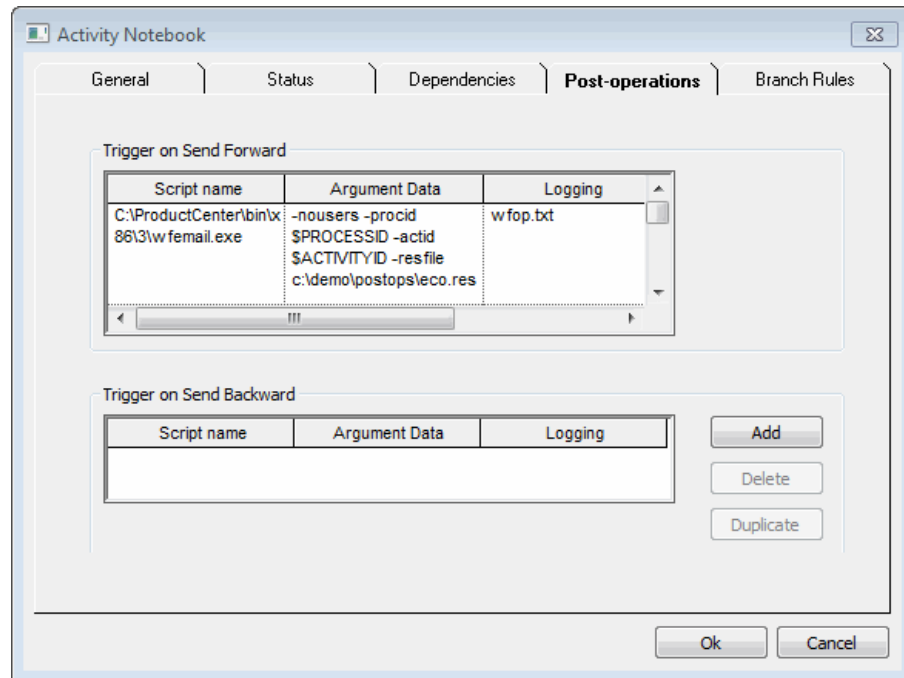 Activity Notebook
General Status Dependencies Post-operations Branch Rules
Trigger on Send Forward
Script name Argument Data Logging
C:\ProductCenter\bin\x -nousers -procid wfop.txt
86\3\wfemail.exe $PROCESSID -actid
$ACTIVITYID -resfile
c:\demo\postops\eco.res
Trigger on Send Backward
Script name Argument Data Logging
Add
Delete
Duplicate
Ok Cancel